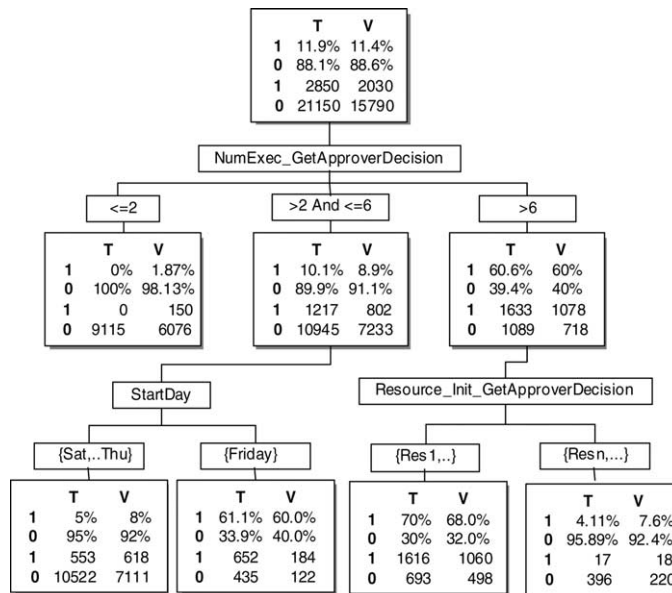 T V
1 11.9% 11.4%
0 88.1% 88.6%
1 2850 2030
0 21150 15790
NumExec_GetApproverDecision
<=2
>2 And <=6
>6
T V
1 0% 1.87%
0 100% 98.13%
1 0 150
0 9115 6076
T V
1 10.1% 8.9%
0 89.9% 91.1%
1 1217 802
0 10945 7233
T V
1 60.6% 60%
0 39.4% 40%
1 1633 1078
0 1089 718
StartDay
Resource_Init_GetApproverDecision
{Sat,..Thu}
{Friday}
{Res1,..}
{Resn,...}
T V
1 5% 8%
0 95% 92%
1 553 618
0 10522 7111
T V
1 61.1% 60.0%
0 33.9% 40.0%
1 652 184
0 435 122
T V
1 70% 68.0%
0 30% 32.0%
1 1616 1060
0 693 498
T V
1 4.11% 7.6%
0 95.89% 92.4%
1 17 18
0 396 220